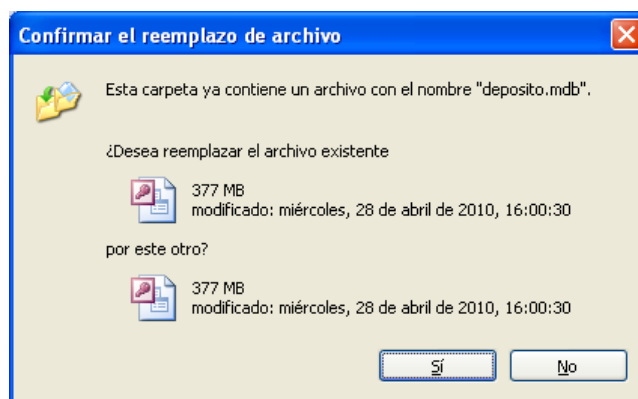 Confirmar el reemplazo de archivo
Esta carpeta ya contiene un archivo con el nombre "deposito.mdb".
¿Desea reemplazar el archivo existente
377 MB
modificado: miércoles, 28 de abril de 2010, 16:00:30
por este otro?
377 MB
modificado: miércoles, 28 de abril de 2010, 16:00:30
Sí No